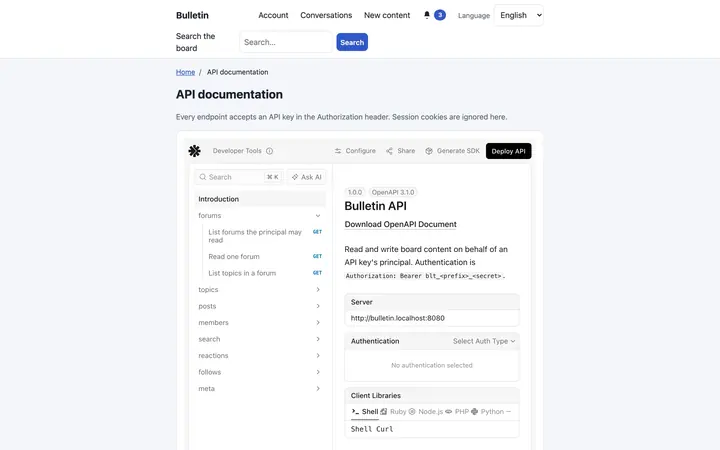 Bulletin
Account
Conversations
New content
3
Language
English
Search the board
Search...
Search
Home / API documentation
API documentation
Every endpoint accepts an API key in the Authorization header. Session cookies are ignored here.
Developer Tools
Configure
Share
Generate SDK
Deploy API
Search
⌘ K
Ask AI
Introduction
forums
List forums the principal may read
GET
Read one forum
GET
List topics in a forum
GET
topics
posts
members
search
reactions
follows
meta
1.0.0
OpenAPI 3.1.0
Bulletin API
Download OpenAPI Document
Read and write board content on behalf of an
API key's principal. Authentication is
Authorization: Bearer blt_<prefix>_<secret>.
Server
http://bulletin.localhost:8080
Authentication
Select Auth Type
No authentication selected
Client Libraries
Shell
Ruby
Node.js
PHP
Python
Shell Curl